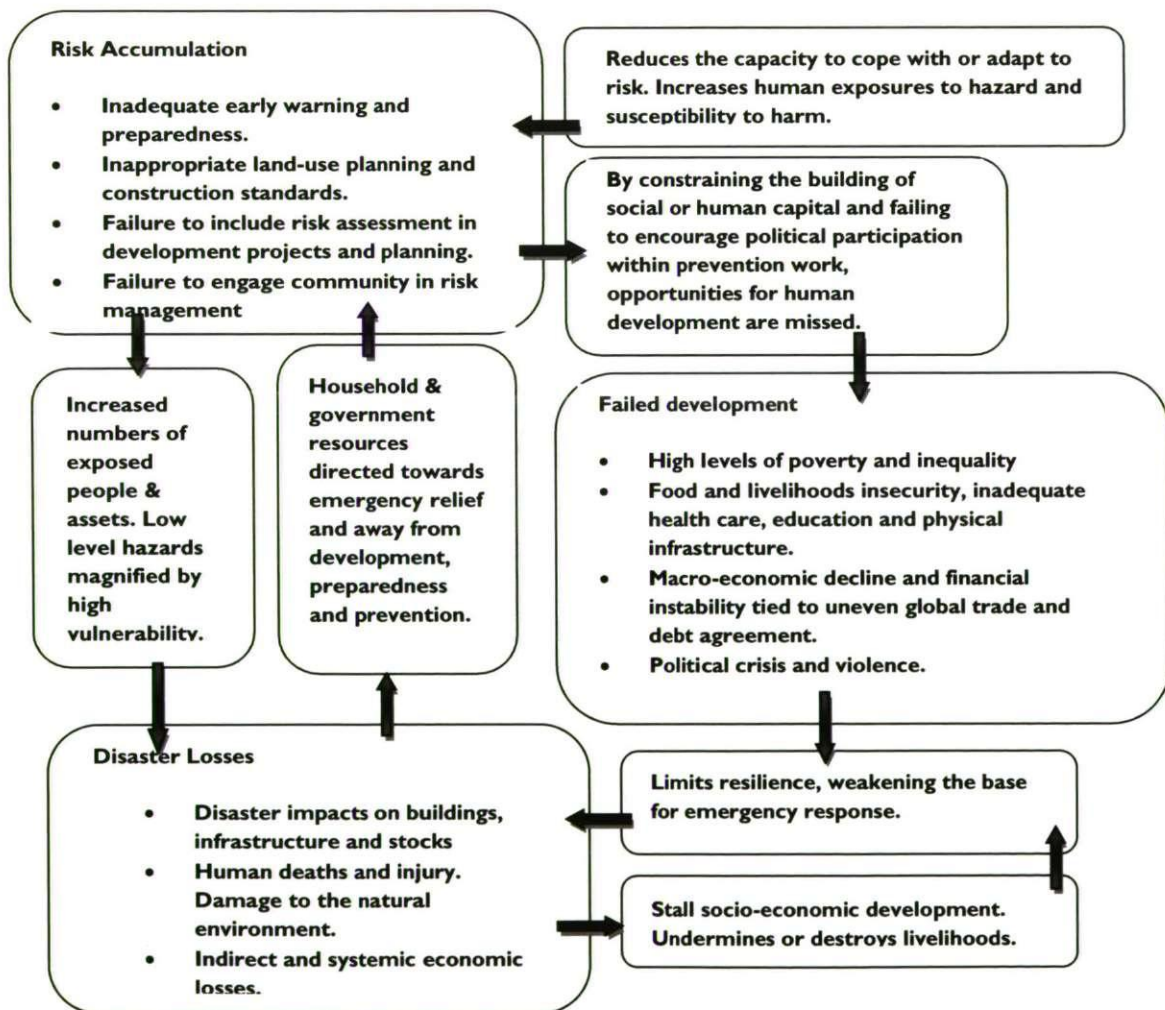 Risk Accumulation
• Inadequate early warning and
preparedness.
• Inappropriate land-use planning and
construction standards.
• Failure to include risk assessment in
development projects and planning.
• Failure to engage community in risk
management
Reduces the capacity to cope with or adapt to
risk. Increases human exposures to hazard and
susceptibility to harm.
By constraining the building of
social or human capital and failing
to encourage political participation
within prevention work,
opportunities for human
development are missed.
Increased
numbers of
exposed
people &
assets. Low
level hazards
magnified by
high
vulnerability.
Household &
government
resources
directed towards
emergency relief
and away from
development,
preparedness
and prevention.
Failed development
• High levels of poverty and inequality
• Food and livelihoods insecurity, inadequate
health care, education and physical
infrastructure.
• Macro-economic decline and financial
instability tied to uneven global trade and
debt agreement.
• Political crisis and violence.
Disaster Losses
• Disaster impacts on buildings,
infrastructure and stocks
• Human deaths and injury.
Damage to the natural
environment.
• Indirect and systemic economic
losses.
Limits resilience, weakening the base
for emergency response.
Stall socio-economic development.
Undermines or destroys livelihoods.